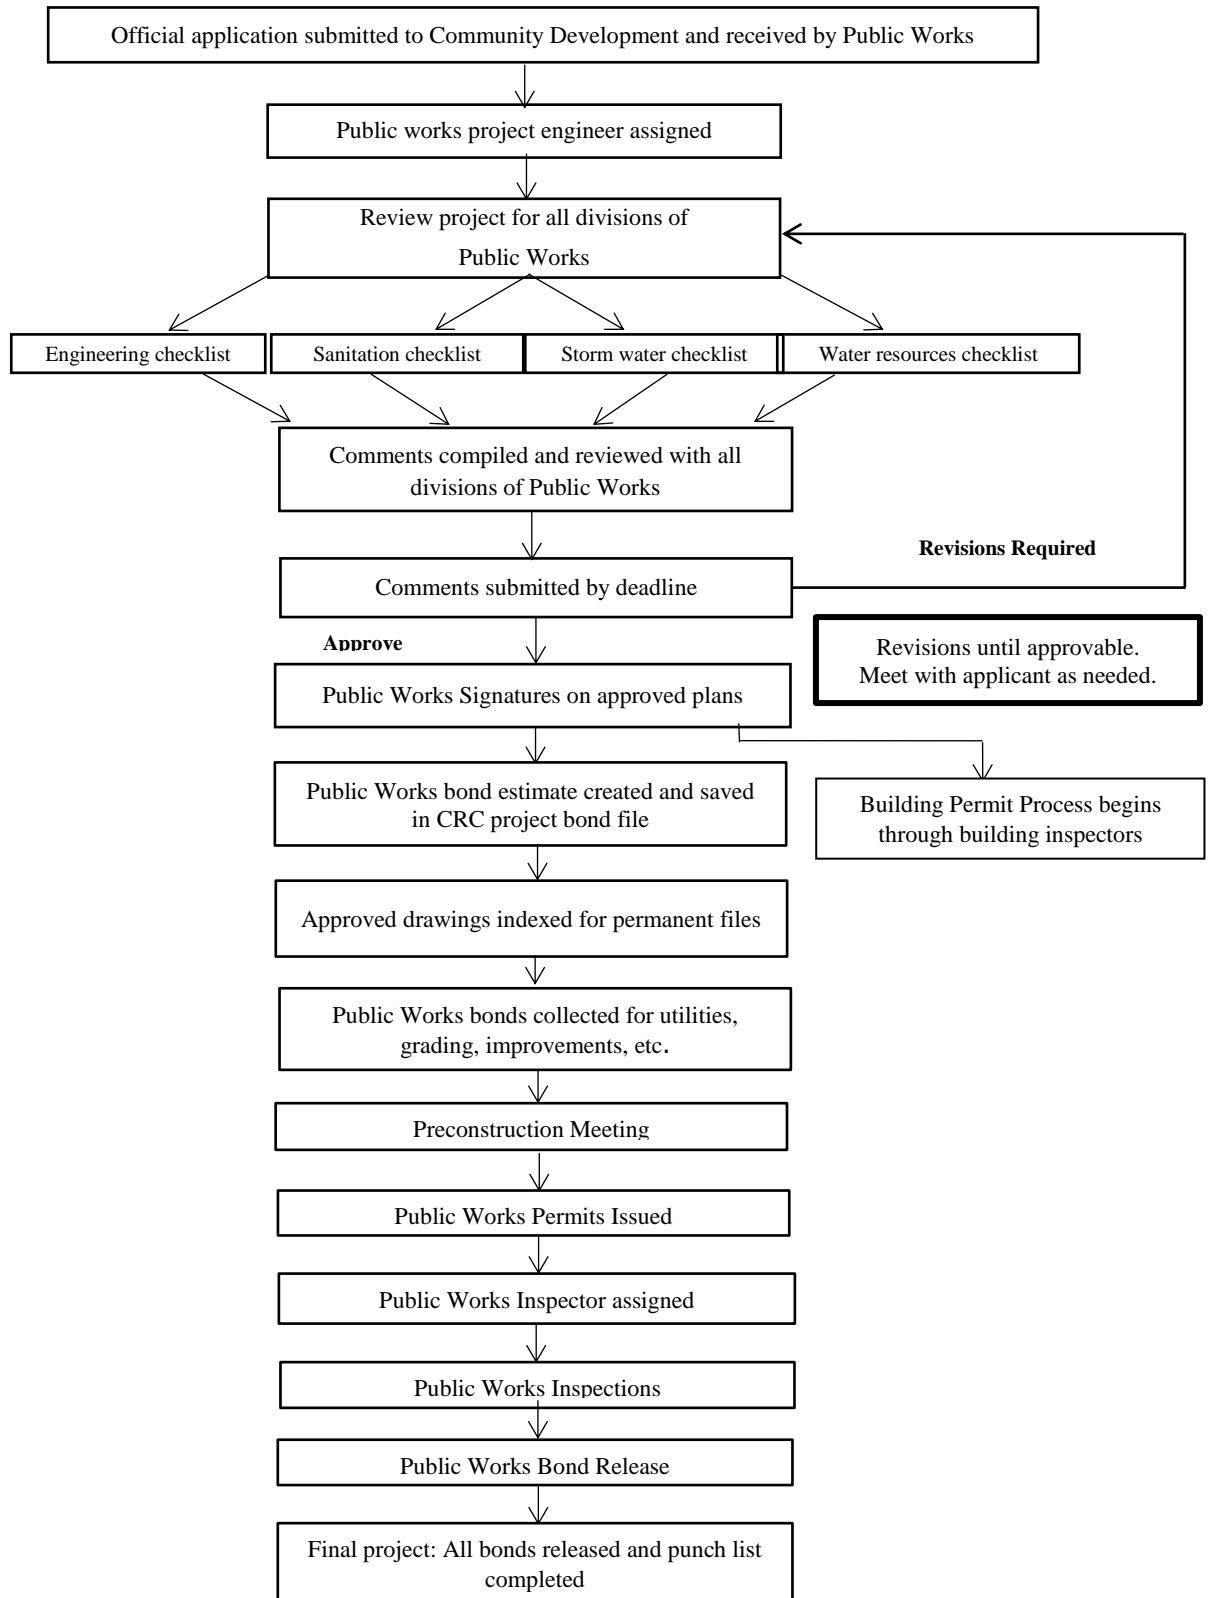 Official application submitted to Community Development and received by Public Works
Public works project engineer assigned
Review project for all divisions of
Public Works
Engineering checklist
Sanitation checklist
Storm water checklist
Water resources checklist
Comments compiled and reviewed with all
divisions of Public Works
Revisions Required
Comments submitted by deadline
Approve
Revisions until approvable.
Meet with applicant as needed.
Public Works Signatures on approved plans
Public Works bond estimate created and saved
in CRC project bond file
Building Permit Process begins
through building inspectors
Approved drawings indexed for permanent files
Public Works bonds collected for utilities,
grading, improvements, etc.
Preconstruction Meeting
Public Works Permits Issued
Public Works Inspector assigned
Public Works Inspections
Public Works Bond Release
Final project: All bonds released and punch list
completed